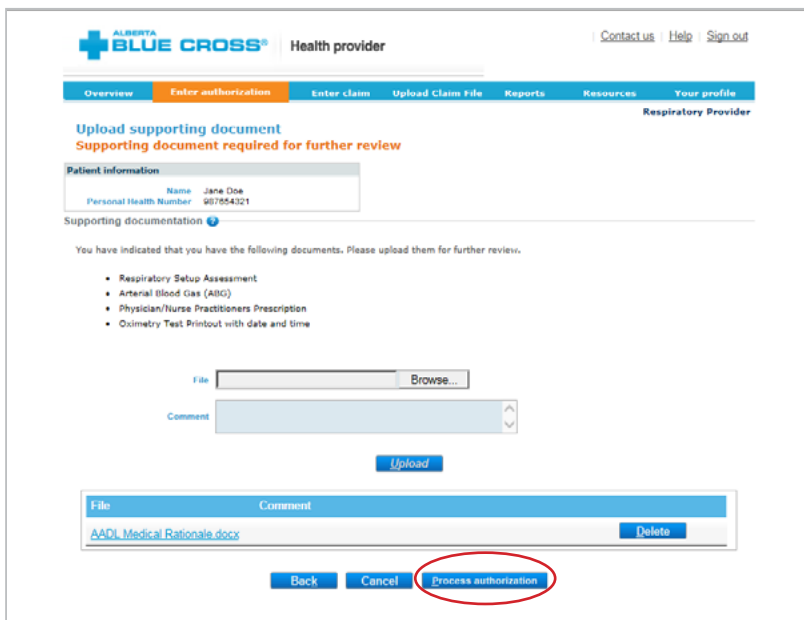 Contact us | Help | Sign out
ALBERTA
BLUE CROSS® Health provider
Overview Enter authorization Enter claim Upload Claim File Reports Resources Your profile
Respiratory Provider
Upload supporting document
Supporting document required for further review
Patient information
Name Jane Doe
Personal Health Number 987654321
Supporting documentation ?
You have indicated that you have the following documents. Please upload them for further review.
• Respiratory Setup Assessment
• Arterial Blood Gas (ABG)
• Physician/Nurse Practitioners Prescription
• Oximetry Test Printout with date and time
File Browse...
Comment
Upload
File Comment
AADL Medical Rationale.docx Delete
Back Cancel Process authorization